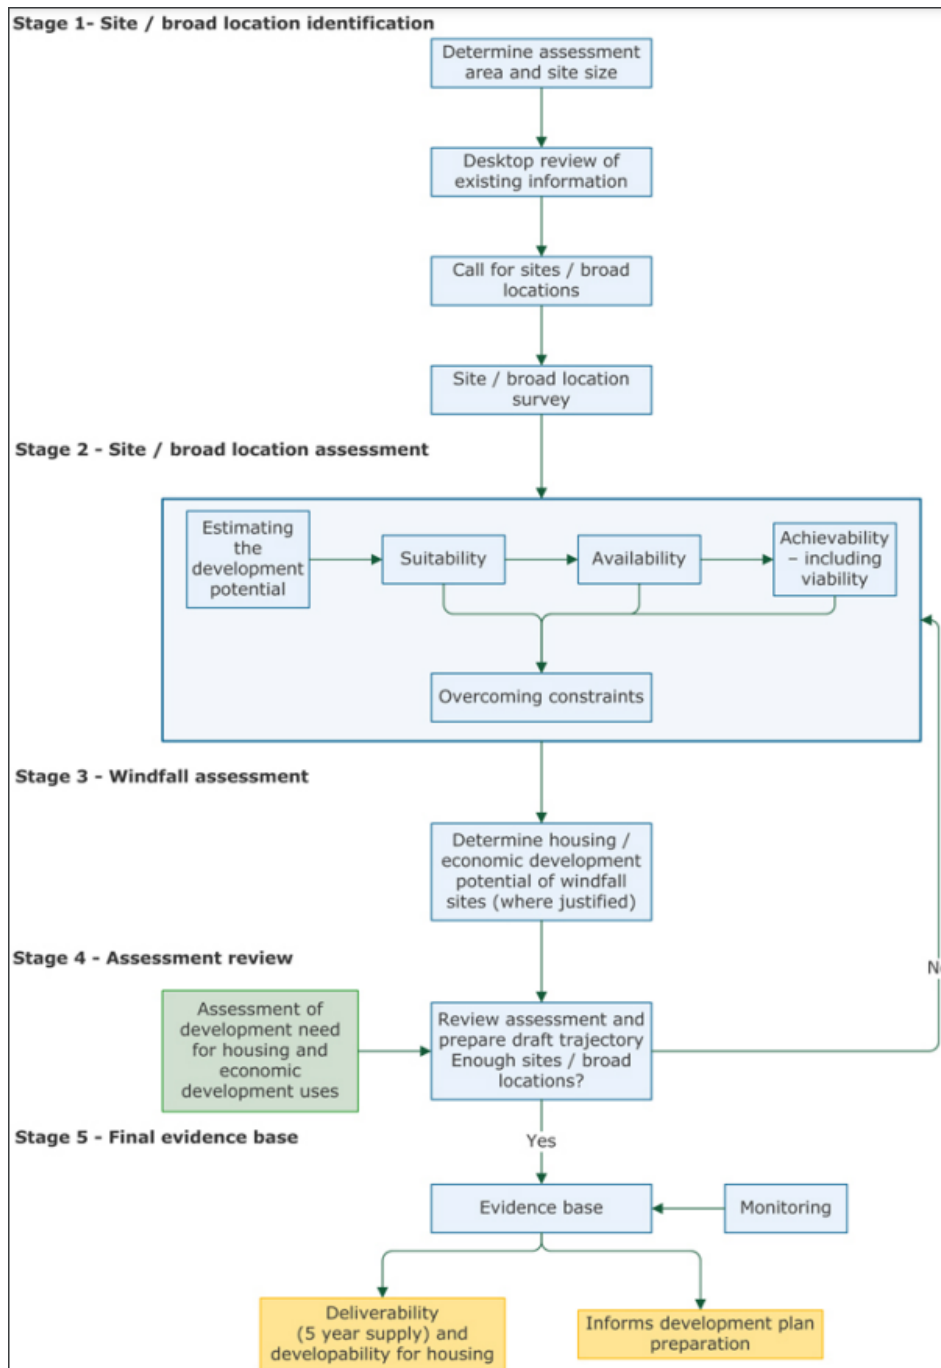 Stage 1- Site / broad location identification
Determine assessment
area and site size
Desktop review of
existing information
Call for sites / broad
locations
Site / broad location
survey
Stage 2 - Site / broad location assessment
Estimating
the
development
potential
Suitability
Availability
Achievability
– including
viability
Overcoming constraints
Stage 3 - Windfall assessment
Determine housing /
economic development
potential of windfall
sites (where justified)
Stage 4 - Assessment review
Assessment of
development need
for housing and
economic
development uses
Review assessment and
prepare draft trajectory
Enough sites / broad
locations?
Stage 5 - Final evidence base
Yes
Evidence base
Monitoring
Deliverability
(5 year supply) and
developability for housing
Informs development plan
preparation